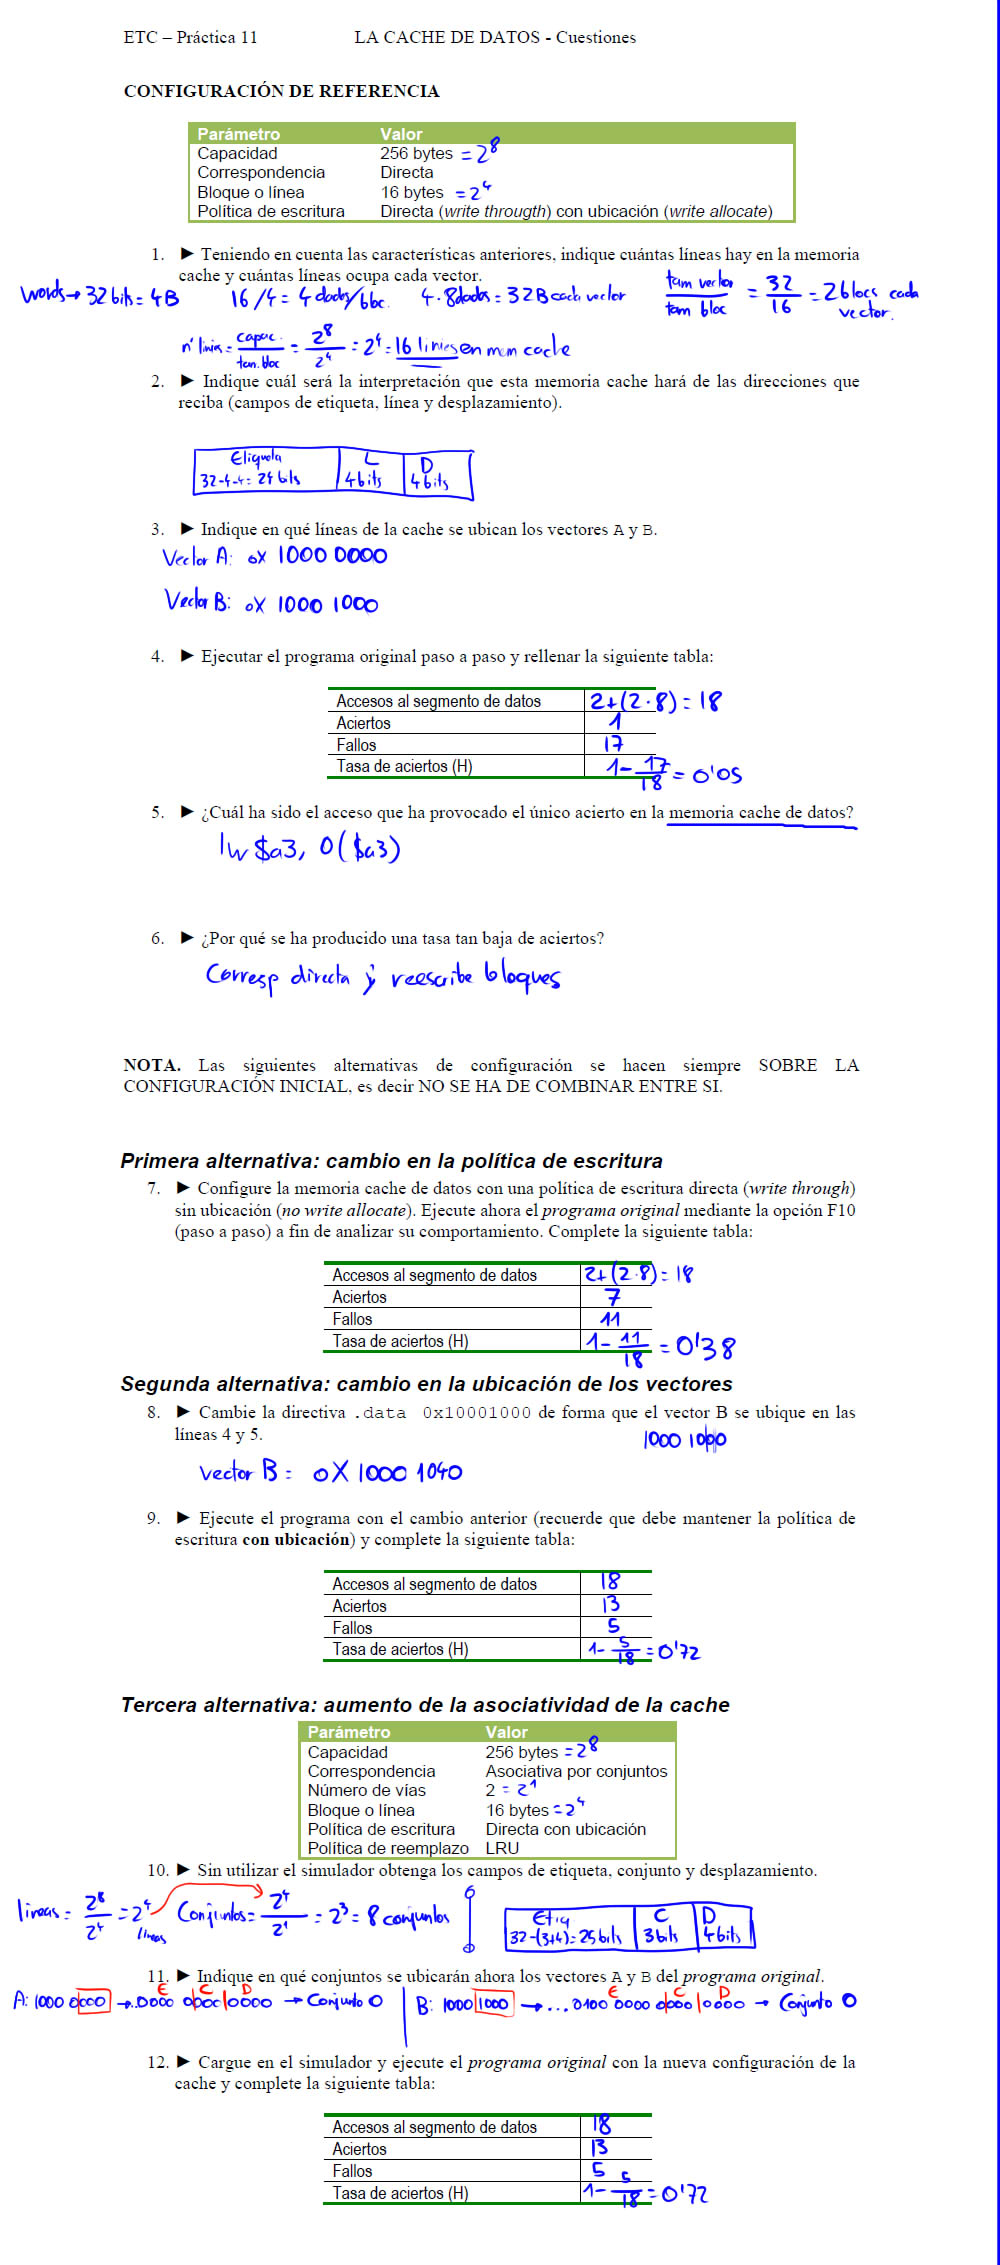 ETC – Práctica 11 LA CACHE DE DATOS - Cuestiones
CONFIGURACIÓN DE REFERENCIA
Parámetro Valor
Capacidad 256 bytes = 2^8
Correspondencia Directa
Bloque o línea 16 bytes = 2^4
Política de escritura Directa (write througth) con ubicación (write allocate)
1. ► Teniendo en cuenta las características anteriores, indique cuántas líneas hay en la memoria
cache y cuántas líneas ocupa cada vector.
words → 32 bits = 4B 16/4 = 4 dados/bloc. 4·8dados = 32B cada vector tam vector/tam bloc = 32/16 = 2 blocs cada vector.
nº linies = capac./tan. bloc = 2^8/2^4 = 2^4 = 16 linies en mem cache
2. ► Indique cuál será la interpretación que esta memoria cache hará de las direcciones que
reciba (campos de etiqueta, línea y desplazamiento).
Etiqueta L D
32-4-4 = 24 bits 4 bits 4 bits
3. ► Indique en qué líneas de la cache se ubican los vectores A y B.
Vector A: 0x 1000 0000
Vector B: 0x 1000 1000
4. ► Ejecutar el programa original paso a paso y rellenar la siguiente tabla:
Accesos al segmento de datos 2+(2·8) = 18
Aciertos 1
Fallos 17
Tasa de aciertos (H) 1 - 17/18 = 0'05
5. ► ¿Cuál ha sido el acceso que ha provocado el único acierto en la memoria cache de datos?
lw $a3, 0($a3)
6. ► ¿Por qué se ha producido una tasa tan baja de aciertos?
Corresp directa y reescribe bloques
NOTA. Las siguientes alternativas de configuración se hacen siempre SOBRE LA
CONFIGURACIÓN INICIAL, es decir NO SE HA DE COMBINAR ENTRE SI.
Primera alternativa: cambio en la política de escritura
7. ► Configure la memoria cache de datos con una política de escritura directa (write through)
sin ubicación (no write allocate). Ejecute ahora el programa original mediante la opción F10
(paso a paso) a fin de analizar su comportamiento. Complete la siguiente tabla:
Accesos al segmento de datos 2+(2·8) = 18
Aciertos 7
Fallos 11
Tasa de aciertos (H) 1 - 11/18 = 0'38
Segunda alternativa: cambio en la ubicación de los vectores
8. ► Cambie la directiva .data 0x10001000 de forma que el vector B se ubique en las
líneas 4 y 5.
1000 1000
vector B = 0x 1000 1040
9. ► Ejecute el programa con el cambio anterior (recuerde que debe mantener la política de
escritura con ubicación) y complete la siguiente tabla:
Accesos al segmento de datos 18
Aciertos 13
Fallos 5
Tasa de aciertos (H) 1 - 5/18 = 0'72
Tercera alternativa: aumento de la asociatividad de la cache
Parámetro Valor
Capacidad 256 bytes = 2^8
Correspondencia Asociativa por conjuntos
Número de vías 2 = 2^1
Bloque o línea 16 bytes = 2^4
Política de escritura Directa con ubicación
Política de reemplazo LRU
10. ► Sin utilizar el simulador obtenga los campos de etiqueta, conjunto y desplazamiento.
lineas = 2^8/2^4 = 2^4 lineas Conjuntos = 2^4/2^1 = 2^3 = 8 conjuntos
Etiq C D
32-(3+4) = 25 bits 3 bits 4 bits
11. ► Indique en qué conjuntos se ubicarán ahora los vectores A y B del programa original.
E C D E C D
A: 1000 0000 → ..0000 0000|0000 → Conjunto 0 B: 1000 1000 → ...0100 0000 0000|0000 → Conjunto 0
12. ► Cargue en el simulador y ejecute el programa original con la nueva configuración de la
cache y complete la siguiente tabla:
Accesos al segmento de datos 18
Aciertos 13
Fallos 5
Tasa de aciertos (H) 1 - 5/18 = 0'72